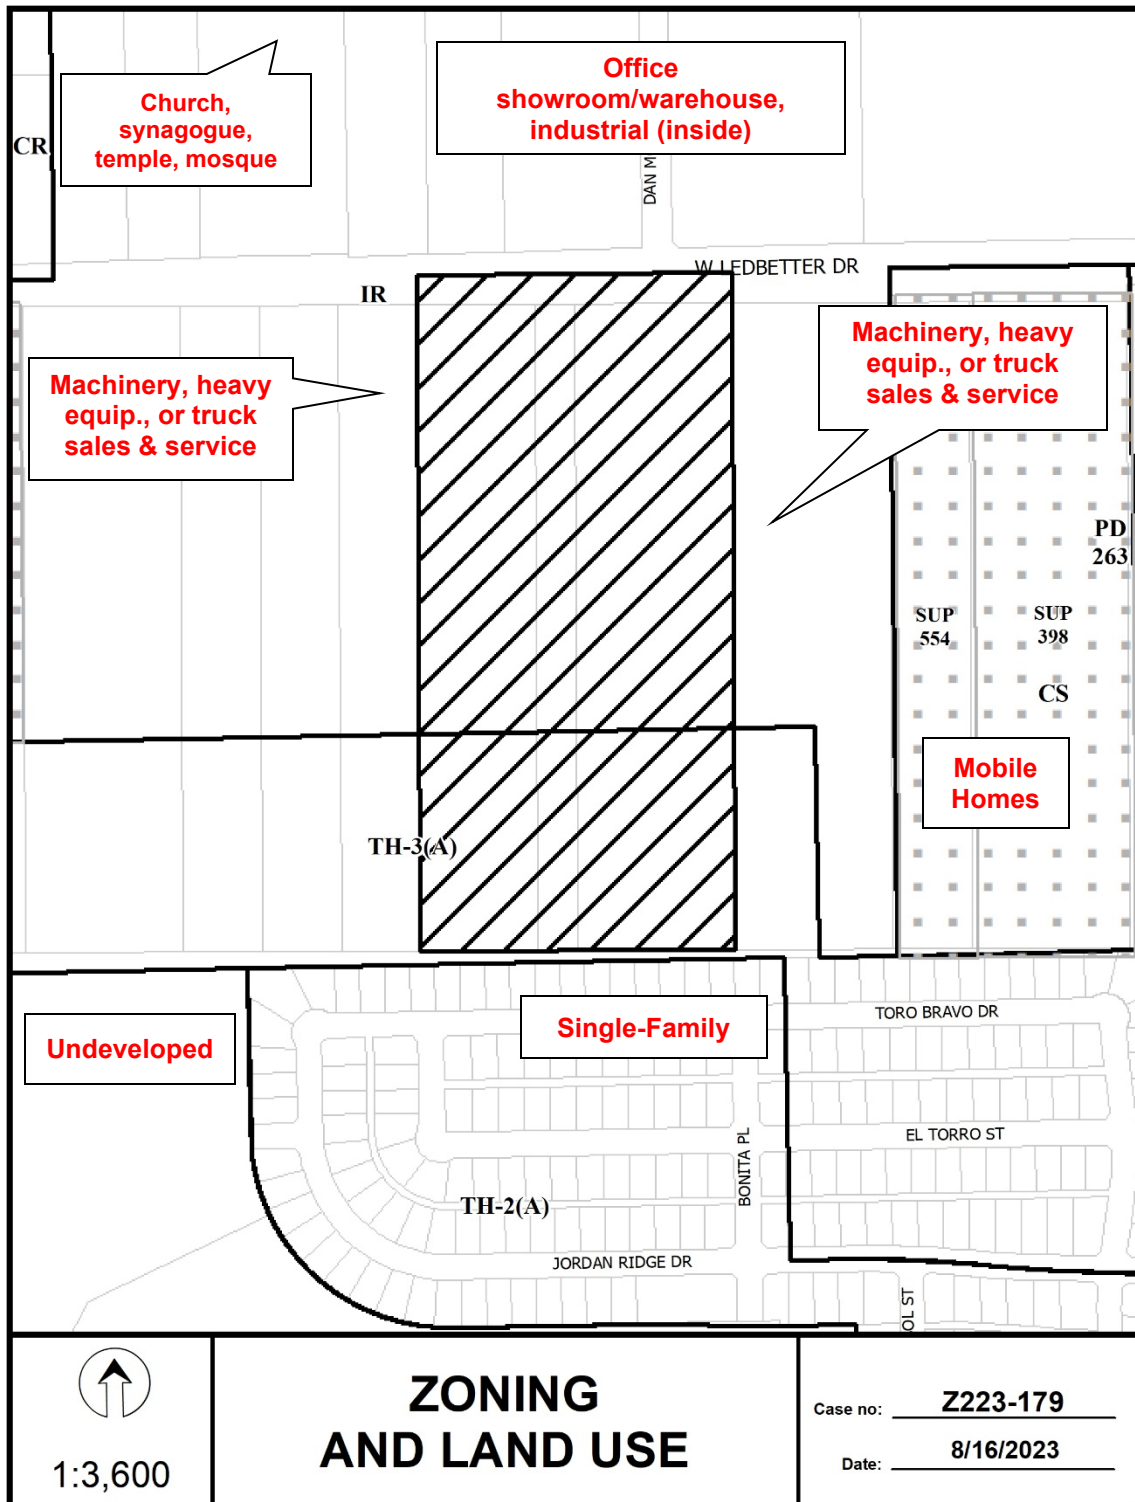 Church,
synagogue,
temple, mosque
Office
showroom/warehouse,
industrial (inside)
CR
DAN M
W LEDBETTER DR
IR
Machinery, heavy
equip., or truck
sales & service
Machinery, heavy
equip., or truck
sales & service
PD
263
SUP
554
SUP
398
CS
Mobile
Homes
TH-3(A)
Undeveloped
Single-Family
TORO BRAVO DR
EL TORRO ST
BONITA PL
TH-2(A)
JORDAN RIDGE DR
OL ST
1:3,600
ZONING
AND LAND USE
Case no: Z223-179
Date: 8/16/2023